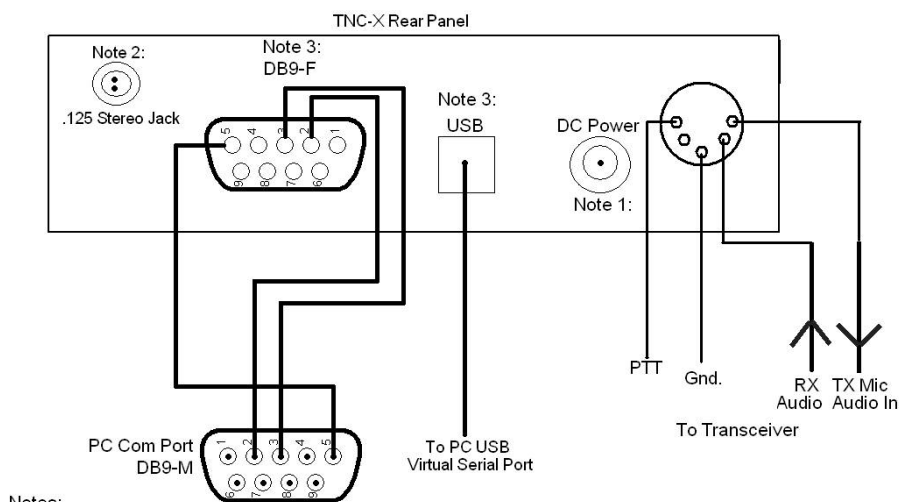 TNC-X Rear Panel
Note 2:
.125 Stereo Jack
Note 3:
DB9-F
5 4 3 2 1
9 8 7 6
Note 3:
USB
DC Power
Note 1:
PTT
Gnd.
RX
Audio
TX Mic
Audio In
To Transceiver
To PC USB
Virtual Serial Port
PC Com Port
DB9-M
1 2 3 4 5
6 7 8 9
Notes: